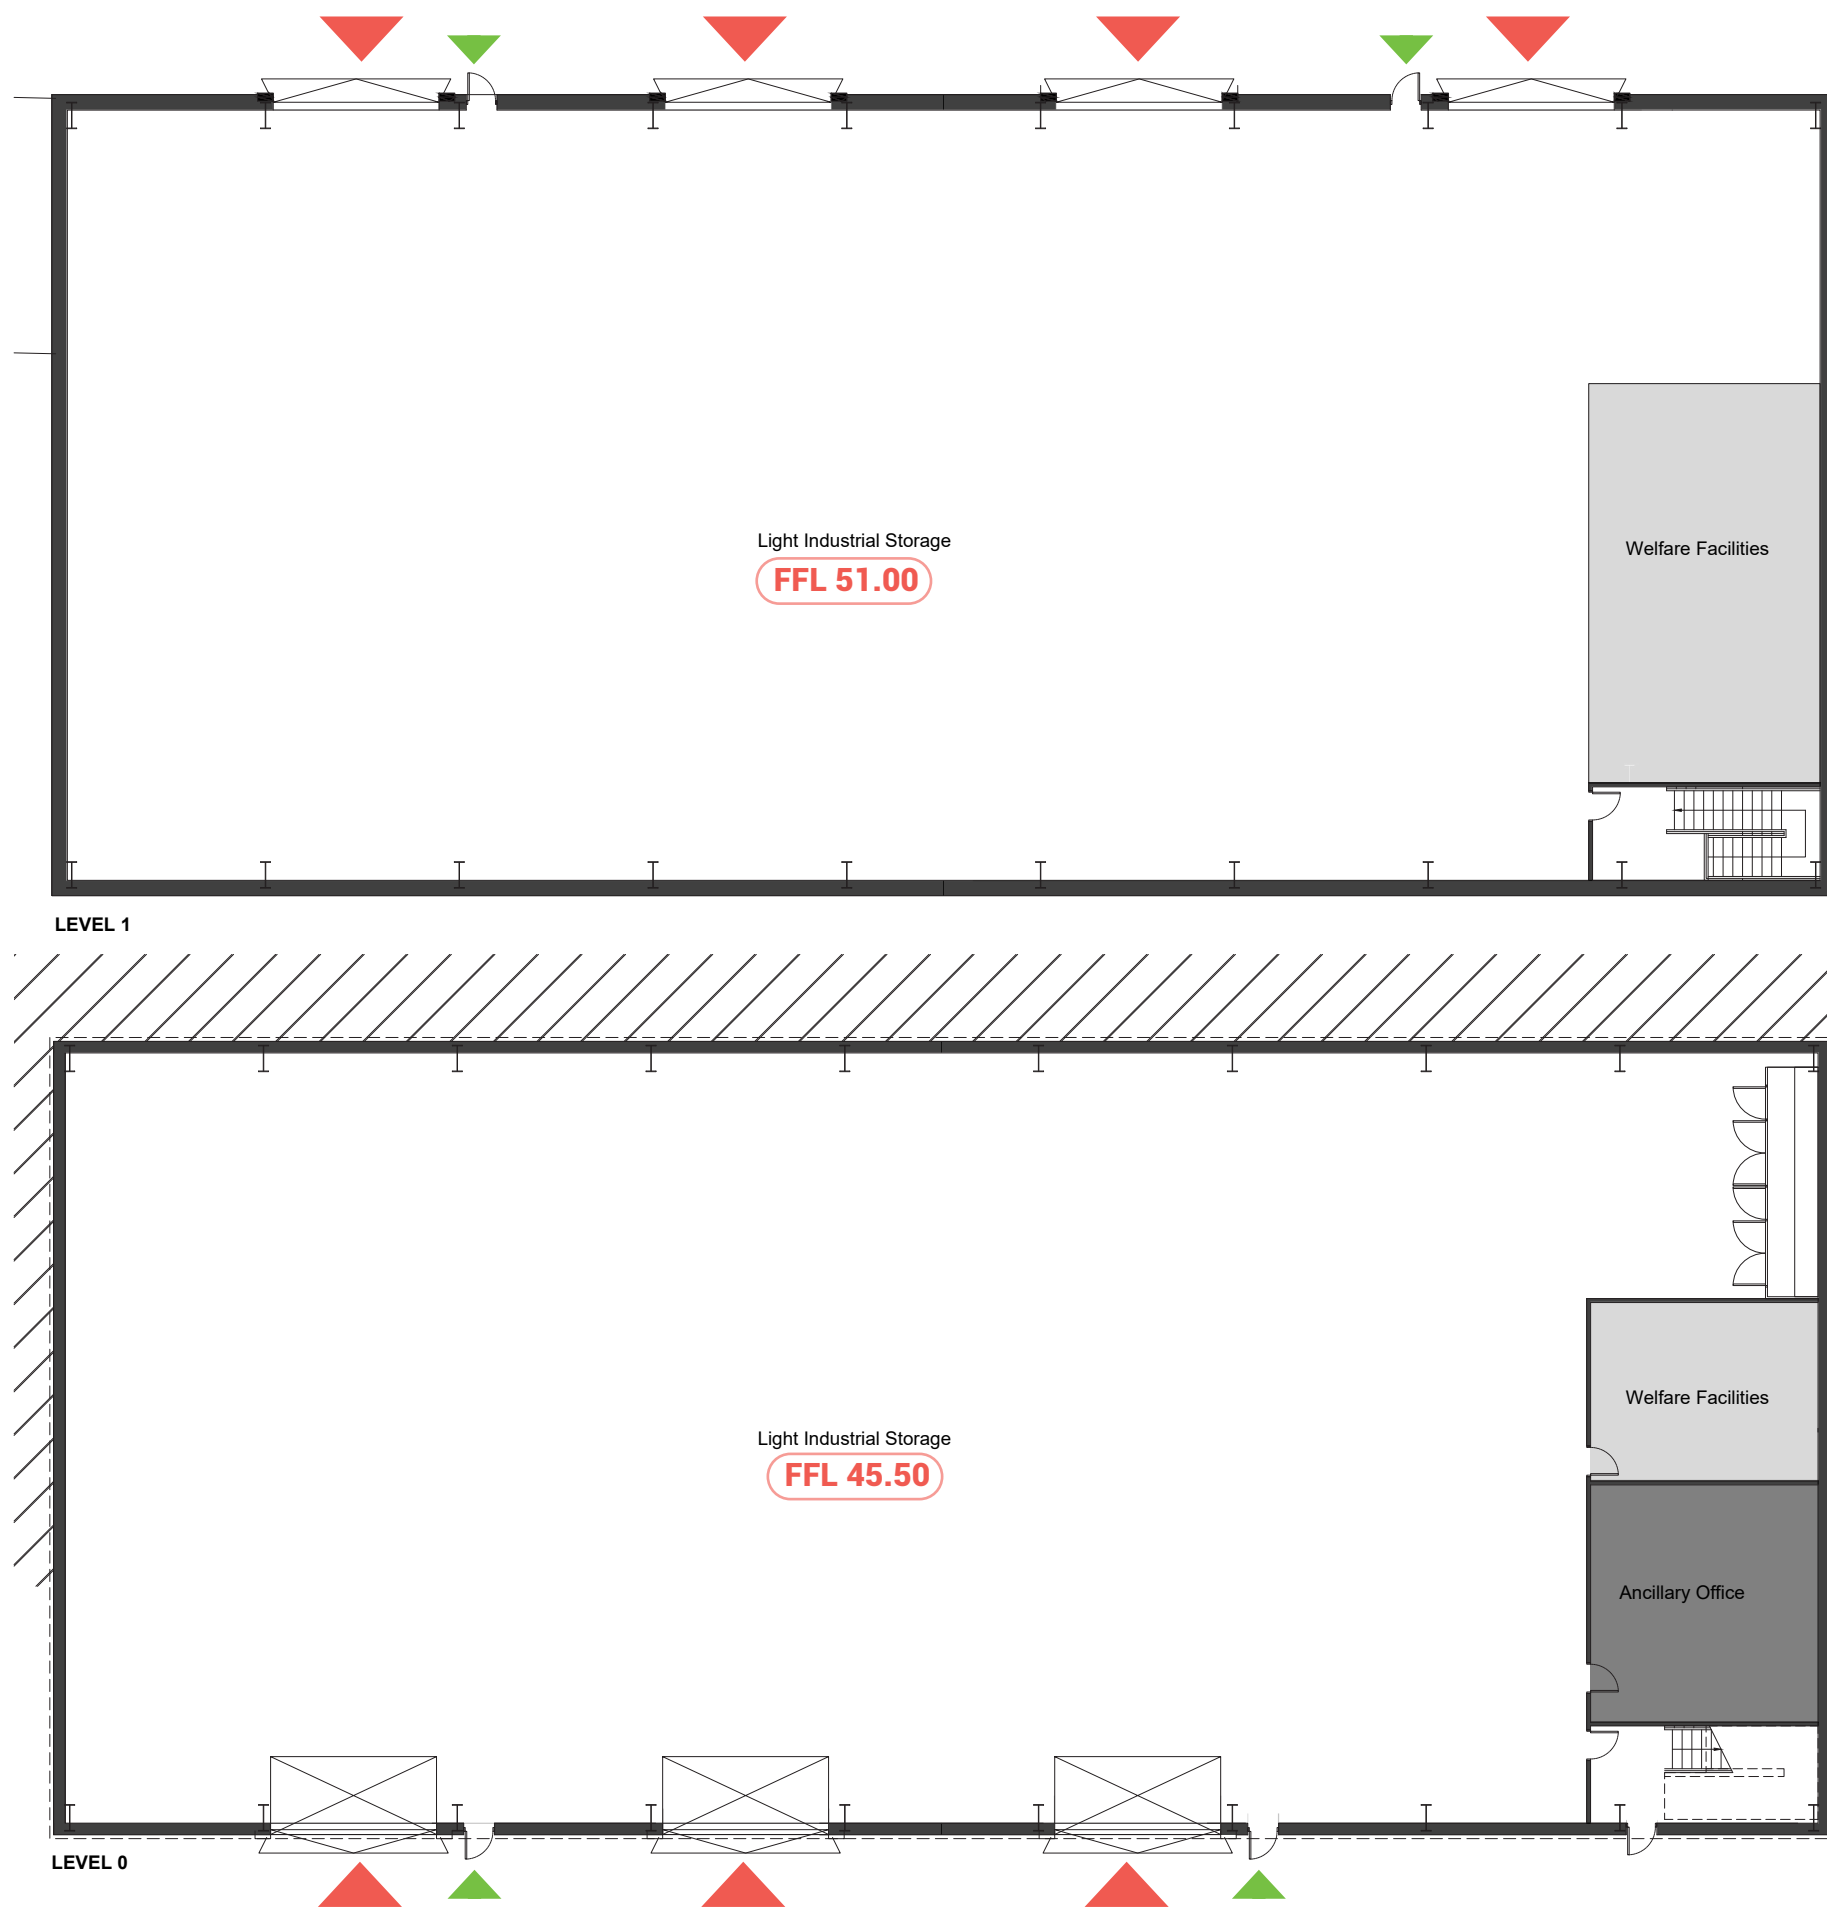 Light Industrial Storage
FFL 51.00
Welfare Facilities
LEVEL 1
Light Industrial Storage
FFL 45.50
Welfare Facilities
Ancillary Office
LEVEL 0